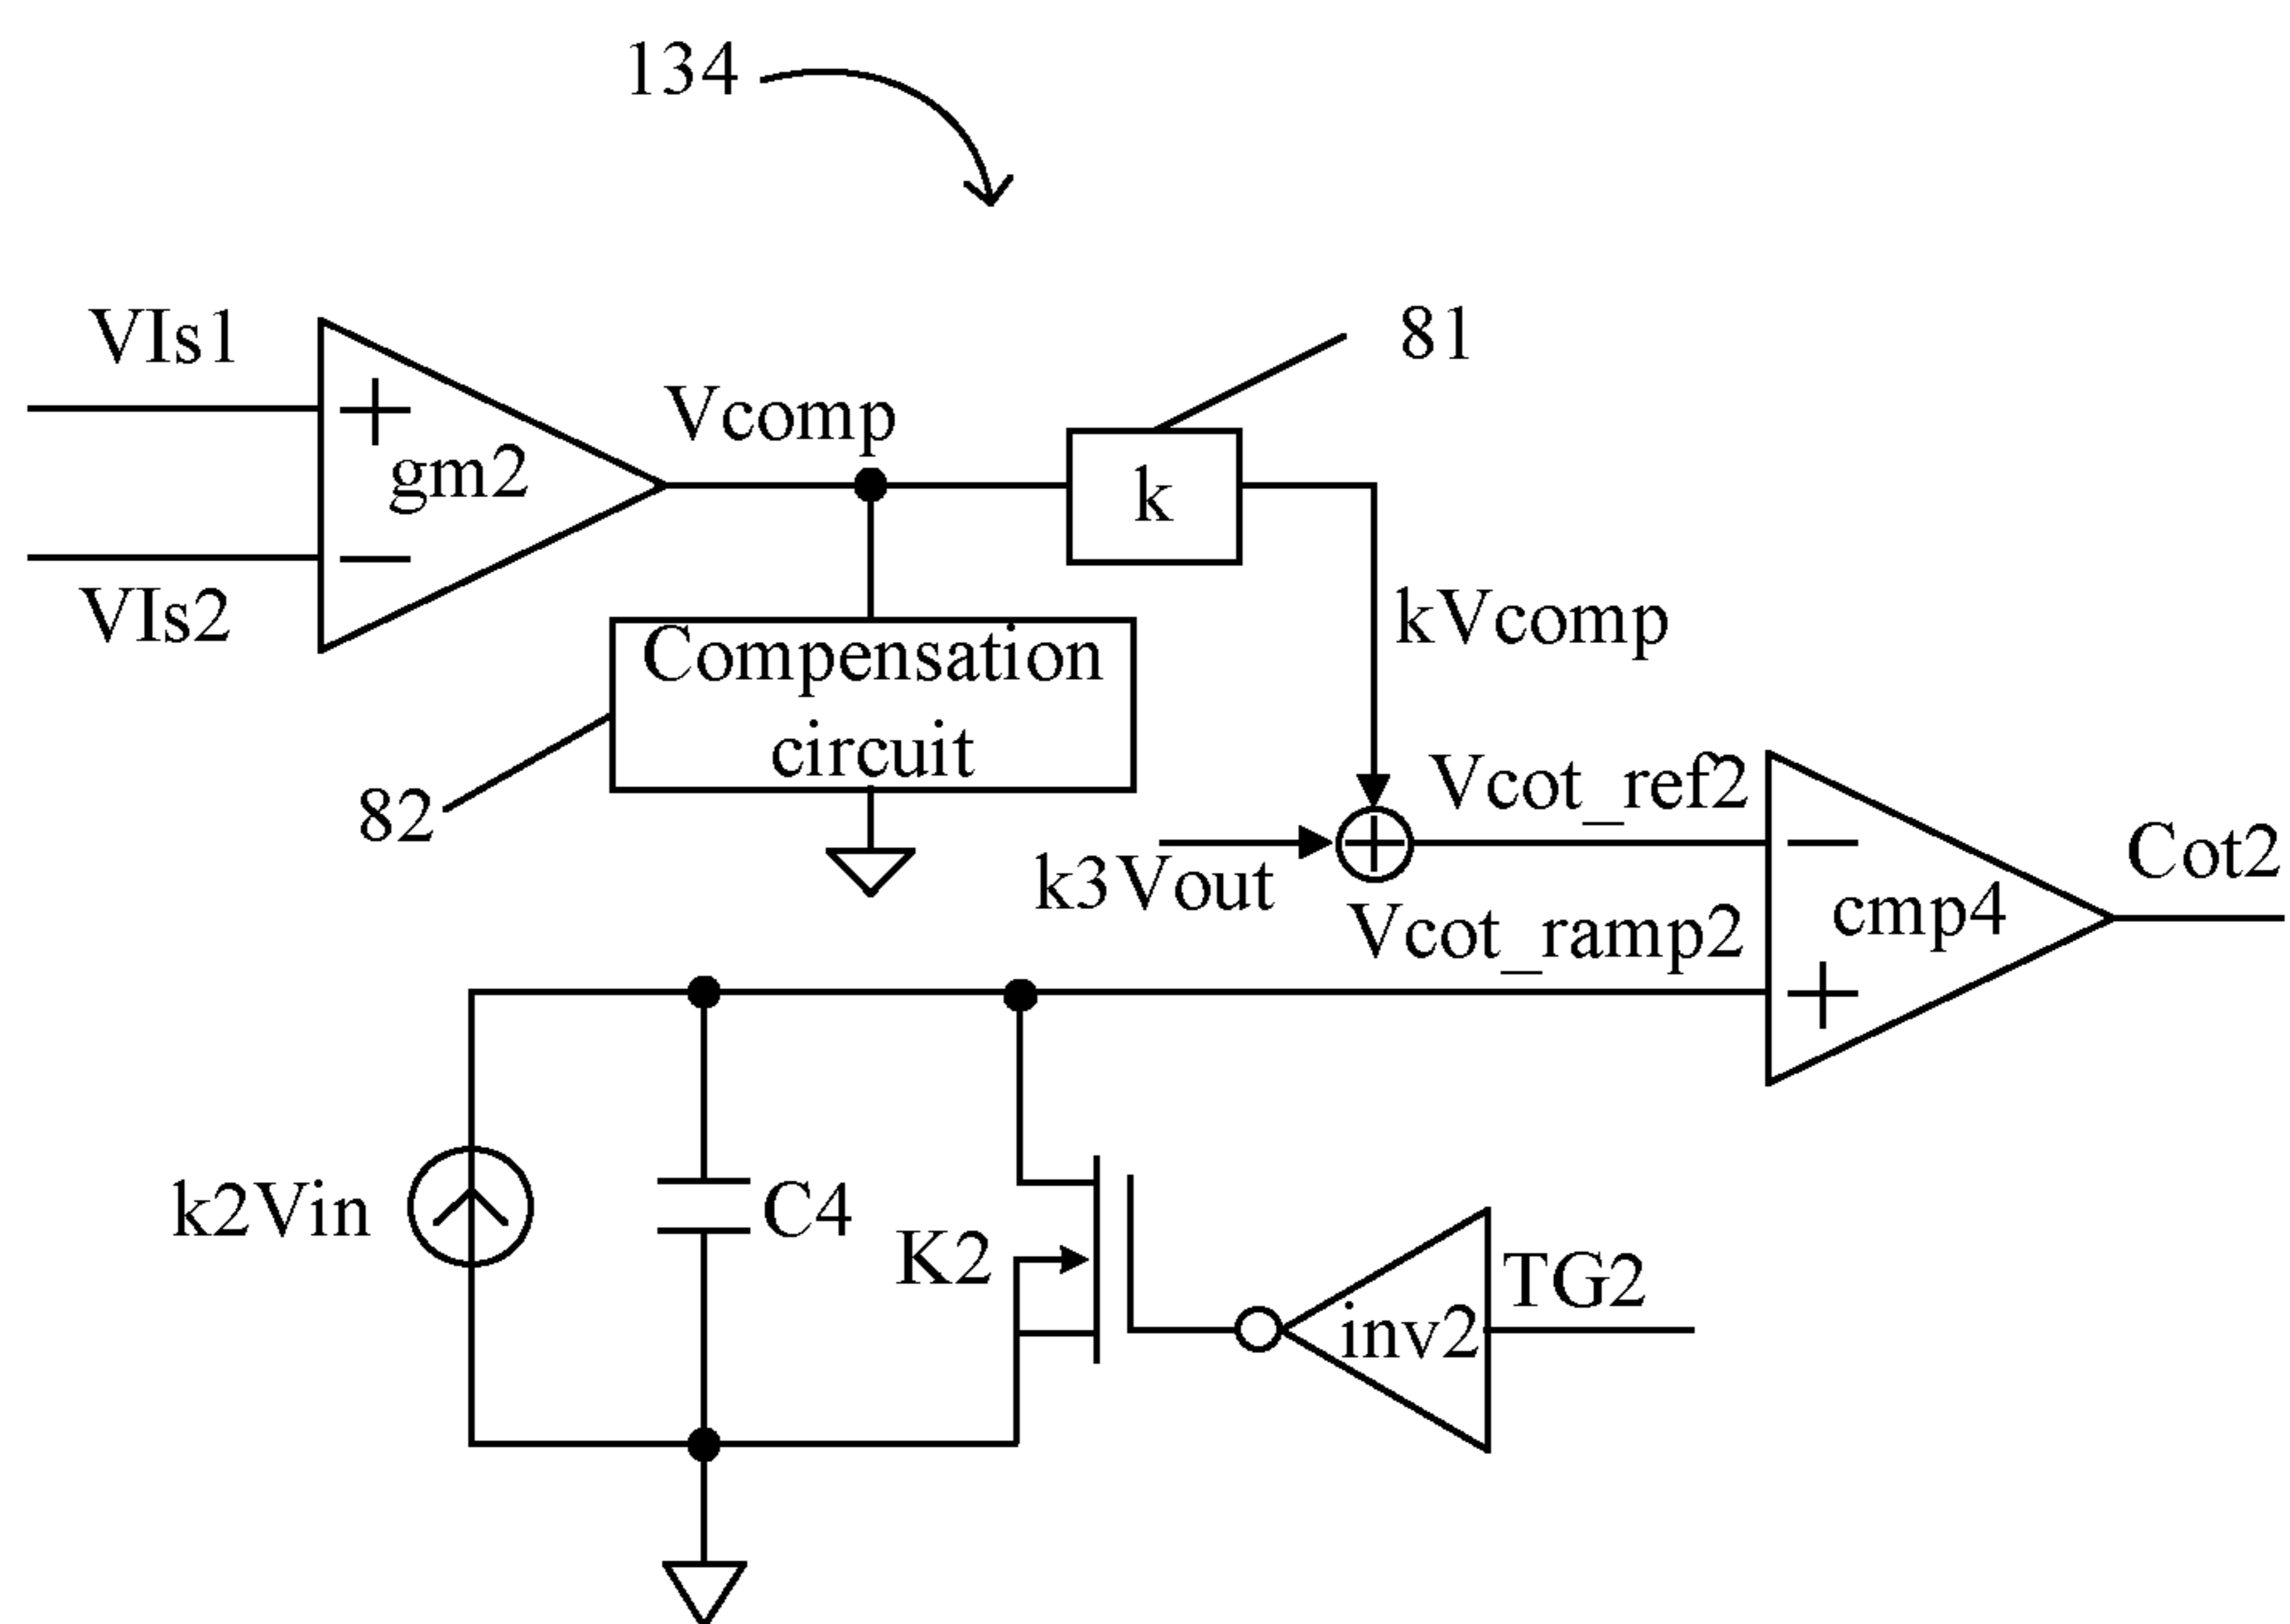 134
VIs1
81
Vcomp
+
gm2
k
−
VIs2
kVcomp
Compensation
circuit
82
Vcot_ref2
−
Cot2
k3Vout
cmp4
Vcot_ramp2
+
k2Vin
C4
K2
TG2
inv2